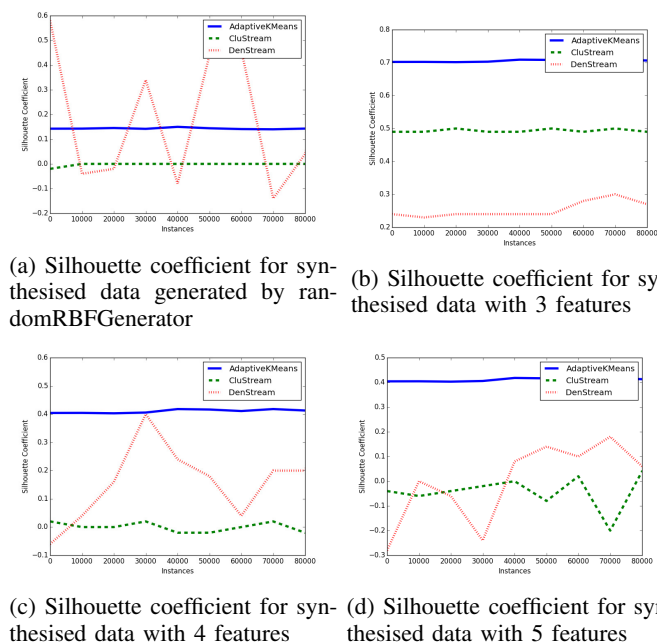 AdaptiveKMeans
CluStream
DenStream
Silhouette Coefficient
0.6
0.5
0.4
0.3
0.2
0.1
0.0
−0.1
−0.2
0 10000 20000 30000 40000 50000 60000 70000 80000
Instances
(a) Silhouette coefficient for syn-
thesised data generated by ran-
domRBFGenerator
AdaptiveKMeans
CluStream
DenStream
Silhouette Coefficient
0.8
0.7
0.6
0.5
0.4
0.3
0.2
0 10000 20000 30000 40000 50000 60000 70000 80000
Instances
(b) Silhouette coefficient for sy
thesised data with 3 features
AdaptiveKMeans
CluStream
DenStream
Silhouette Coefficient
0.6
0.5
0.4
0.3
0.2
0.1
0.0
−0.1
0 10000 20000 30000 40000 50000 60000 70000 80000
Instances
(c) Silhouette coefficient for syn-
thesised data with 4 features
AdaptiveKMeans
CluStream
DenStream
Silhouette Coefficient
0.5
0.4
0.3
0.2
0.1
0.0
−0.1
−0.2
−0.3
0 10000 20000 30000 40000 50000 60000 70000 80000
Instances
(d) Silhouette coefficient for syn
thesised data with 5 features